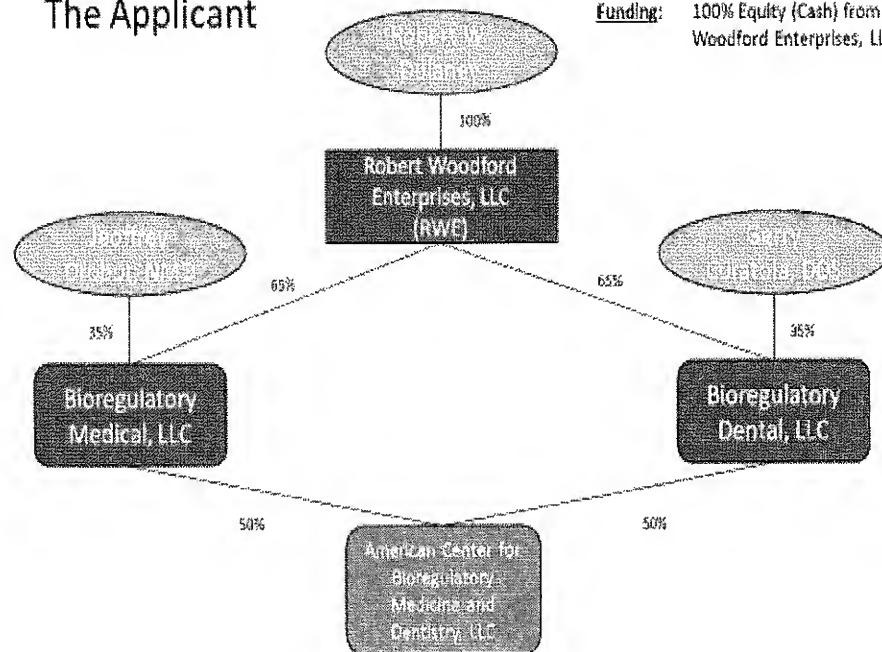 The Applicant
Funding: 100% Equity (Cash) from
Woodford Enterprises, LL
100%
Robert Woodford
Enterprises, LLC
(RWE)
65%
65%
35%
35%
Bioregulatory
Medical, LLC
Bioregulatory
Dental, LLC
50%
50%
American Center for
Bioregulatory
Medicine and
Dentistry, LLC